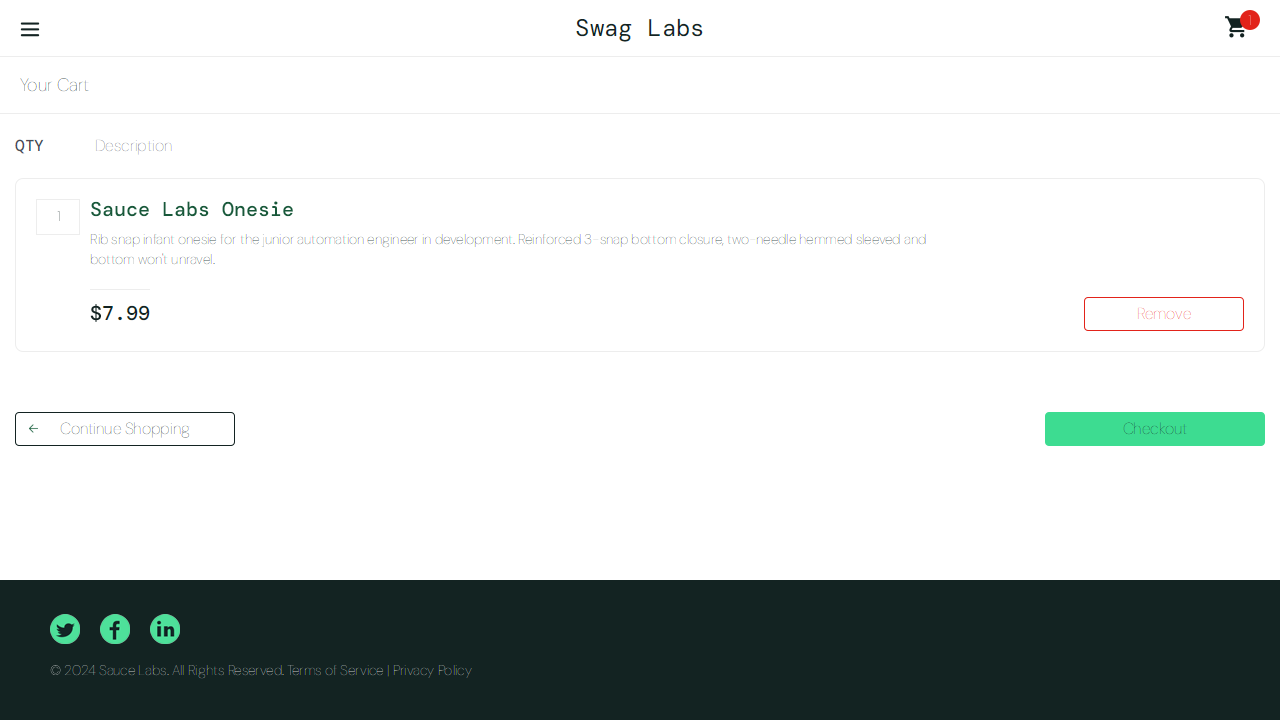 Swag Labs
1
Your Cart
QTY
Description
1
Sauce Labs Onesie
Rib snap infant onesie for the junior automation engineer in development. Reinforced 3-snap bottom closure, two-needle hemmed sleeved and
bottom won't unravel.
$7.99
Remove
Continue Shopping
Checkout
© 2024 Sauce Labs. All Rights Reserved. Terms of Service | Privacy Policy